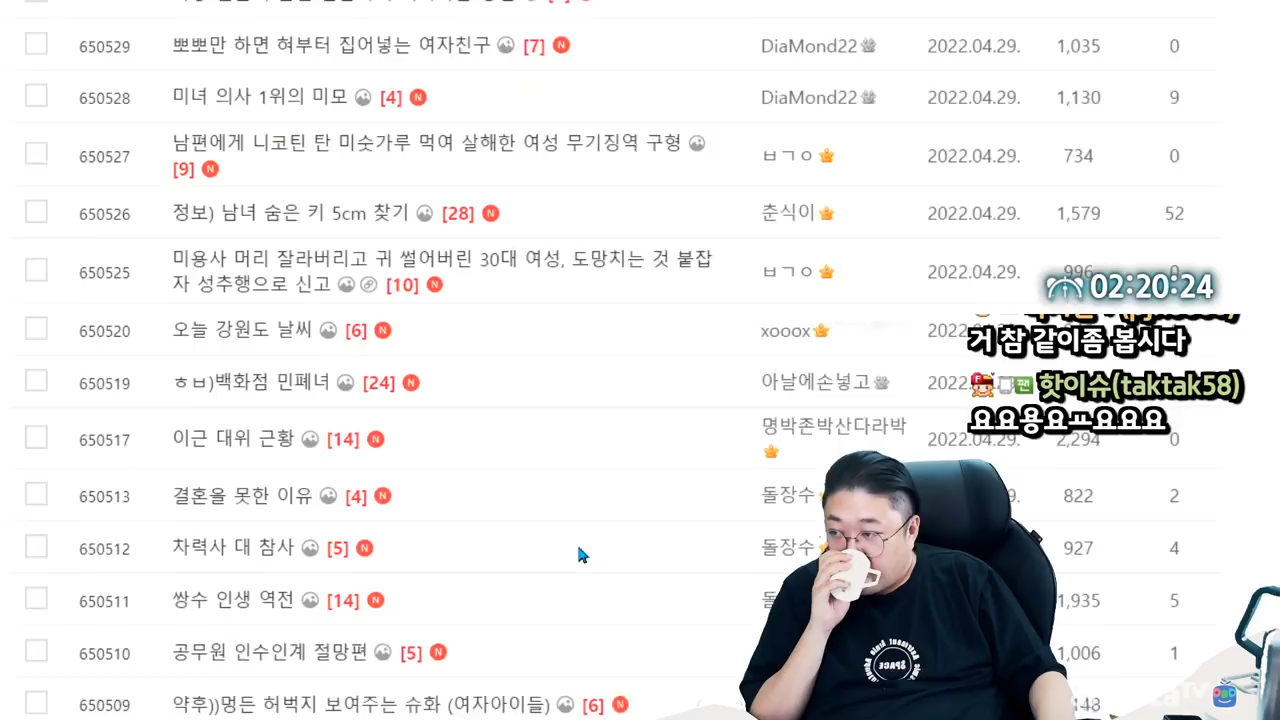 650529 뽀뽀만 하면 혀부터 집어넣는 여자친구 [7] N DiaMond22 2022.04.29. 1,035 0
650528 미녀 의사 1위의 미모 [4] N DiaMond22 2022.04.29. 1,130 9
650527 남편에게 니코틴 탄 미숫가루 먹여 살해한 여성 무기징역 구형 ㅂㄱㅇ 2022.04.29. 734 0
[9] N
650526 정보) 남녀 숨은 키 5cm 찾기 [28] N 춘식이 2022.04.29. 1,579 52
650525 미용사 머리 잘라버리고 귀 썰어버린 30대 여성, 도망치는 것 붙잡 ㅂㄱㅇ 2022.04.29. 996 0
자 성추행으로 신고 [10] N
02:20:24
650520 오늘 강원도 날씨 [6] N xooox 2022
거 참 같이좀 봅시다
650519 ㅎㅂ)백화점 민폐녀 [24] N 아날에손넣고 2022.
팬 핫이슈(taktak58)
요요용요ㅛ요요요
650517 이근 대위 근황 [14] N 명박존박산다라박 2022.04.29. 2,294 0
650513 결혼을 못한 이유 [4] N 돌장수 9. 822 2
650512 차력사 대 참사 [5] N 돌장수 927 4
650511 쌍수 인생 역전 [14] N 1,935 5
650510 공무원 인수인계 절망편 [5] N 1,006 1
650509 약후))멍든 허벅지 보여주는 슈화 (여자아이들) [6] N
SPACE